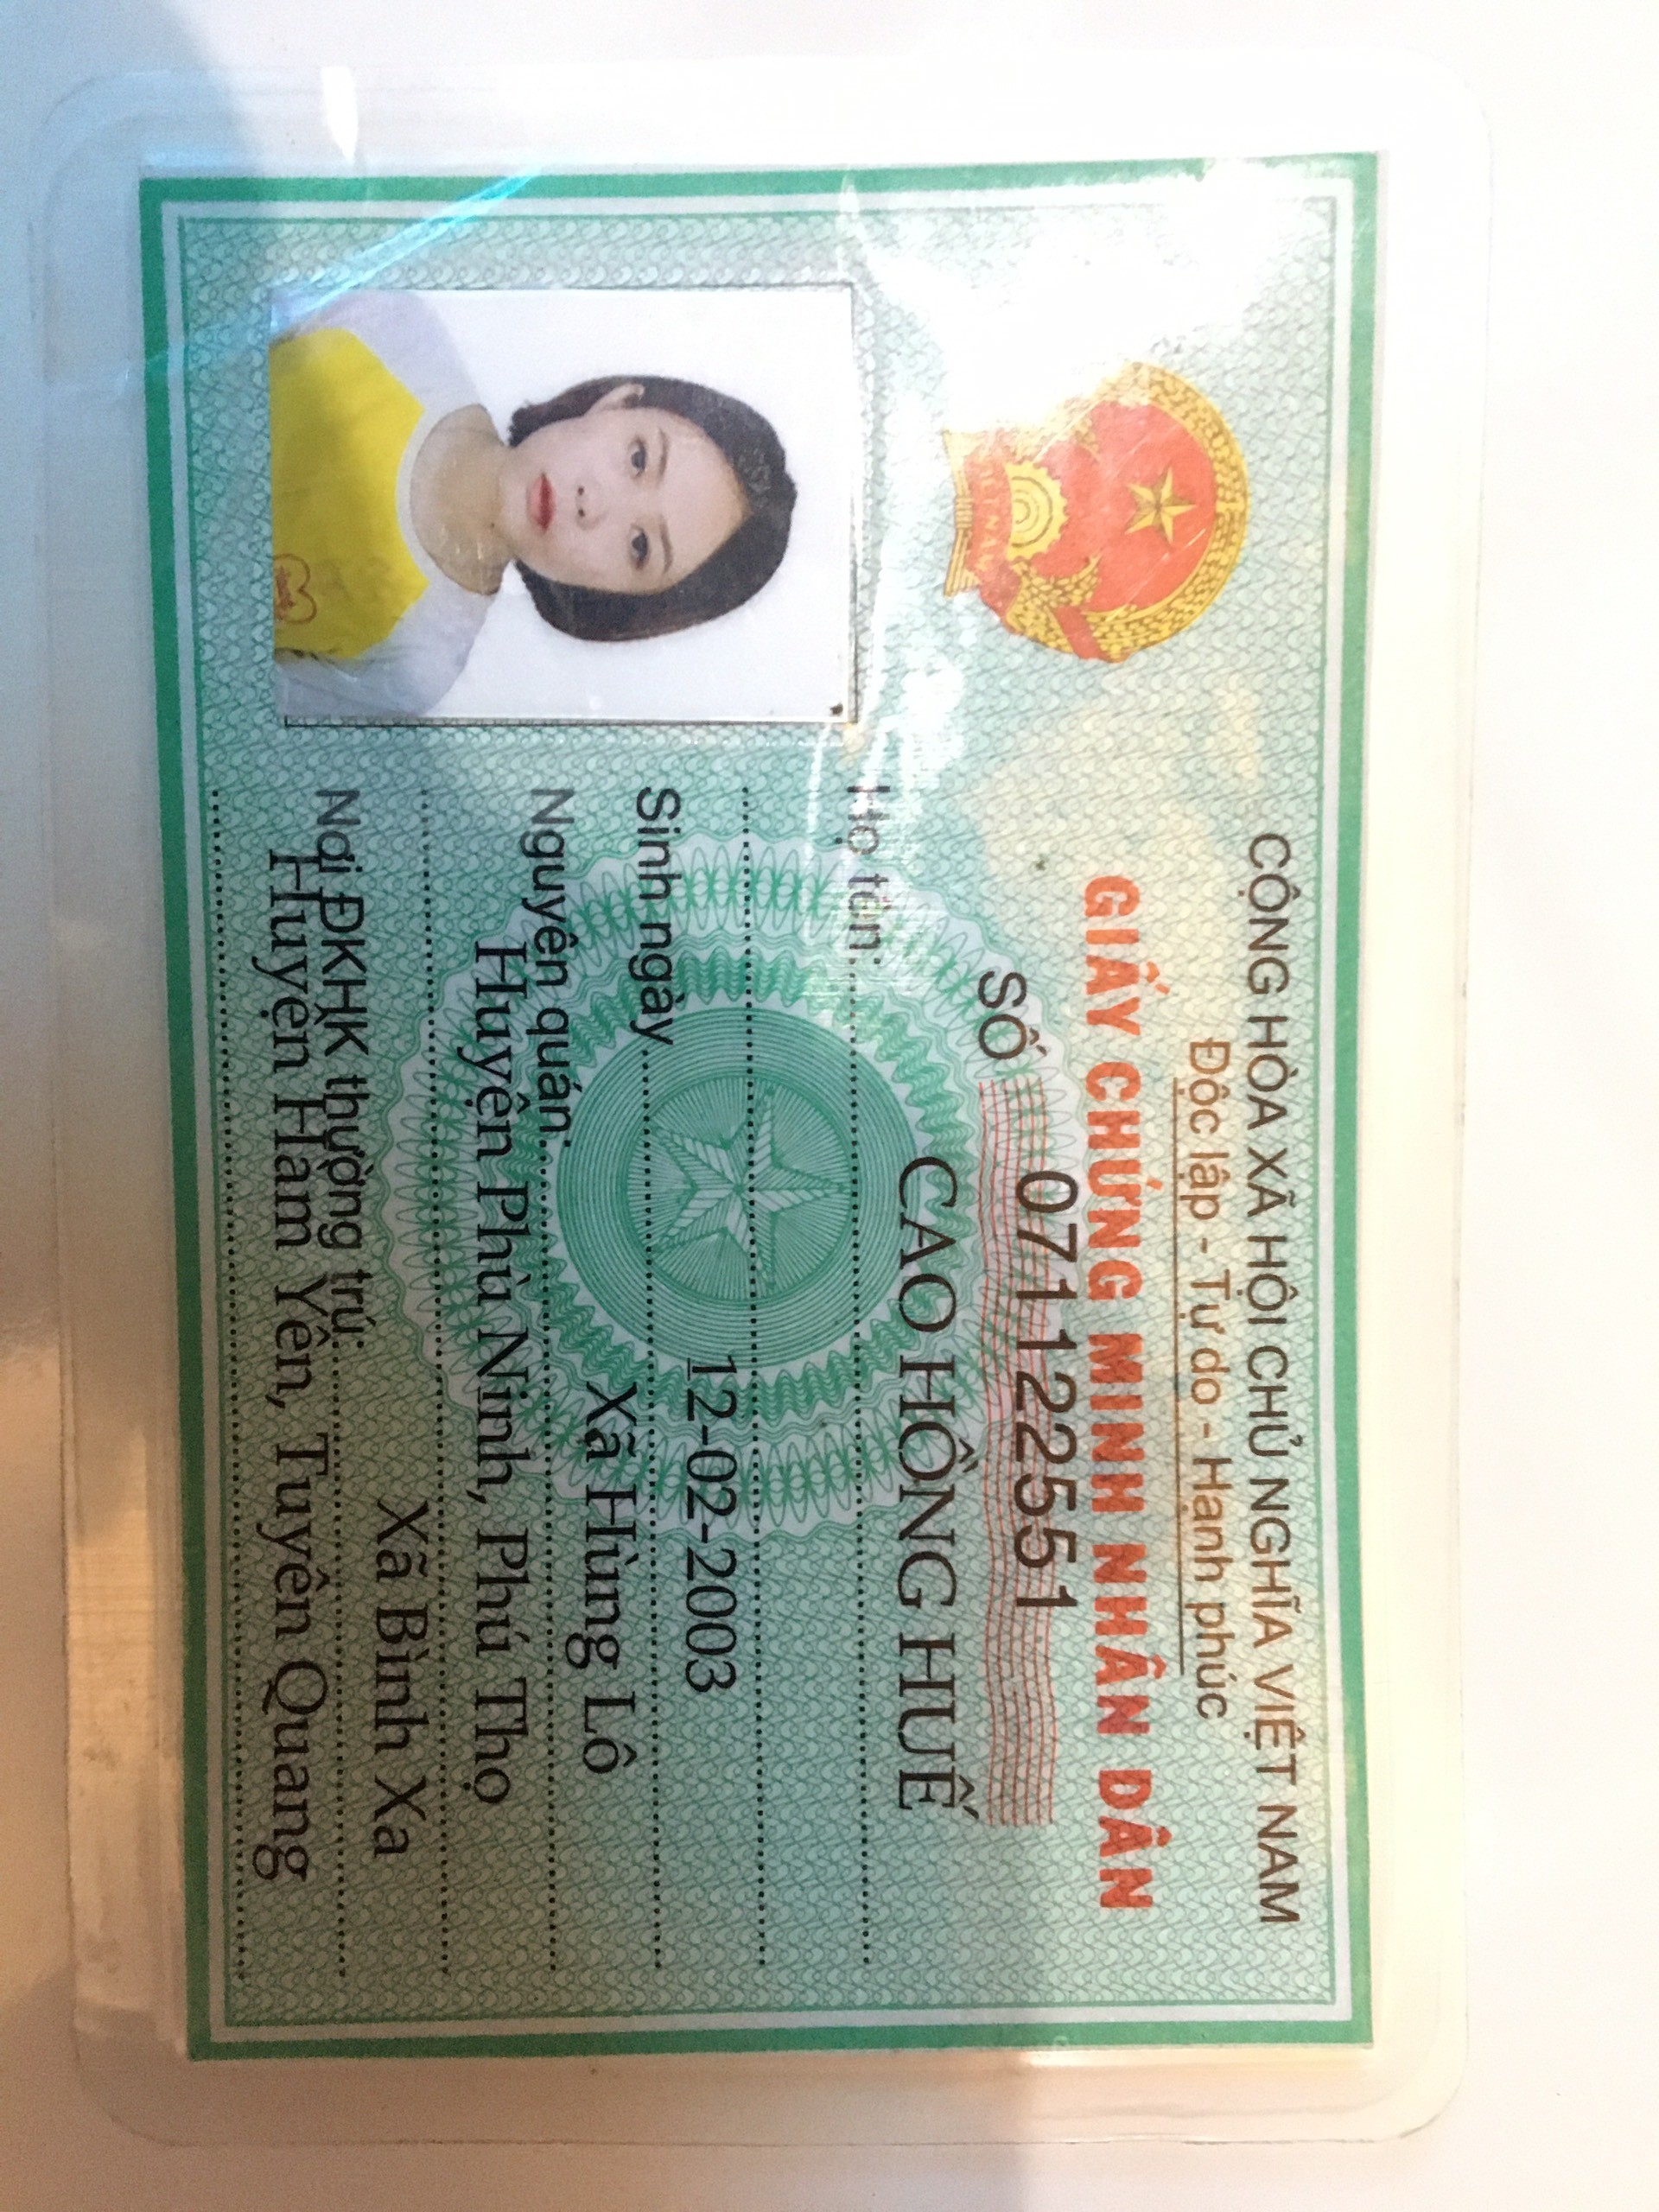 CỘNG HÒA XÃ HỘI CHỦ NGHĨA VIỆT NAM
Độc lập - Tự do - Hạnh phúc
GIẤY CHỨNG MINH NHÂN DÂN
SỐ 071122551
Họ tên: CAO HỒNG HUẾ
Sinh ngày 12-02-2003
Nguyên quán: Xã Hùng Lô
Huyện Phù Ninh, Phú Thọ
Nơi ĐKHK thường trú: Xã Bình Xa
Huyện Hàm Yên, Tuyên Quang
VIỆT NAM